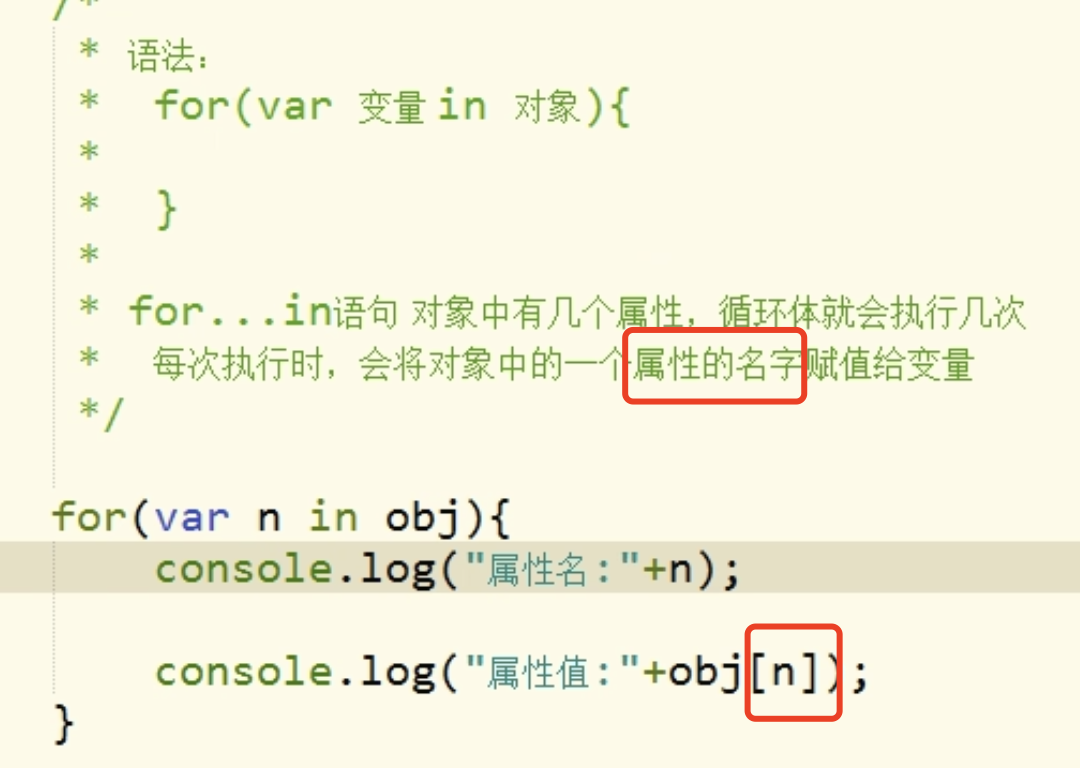 /*
* 语法：
* for(var 变量 in 对象){
*
* }
*
* for...in语句 对象中有几个属性，循环体就会执行几次
* 每次执行时，会将对象中的一个属性的名字赋值给变量
*/
for(var n in obj){
console.log("属性名:"+n);
console.log("属性值:"+obj[n]);
}